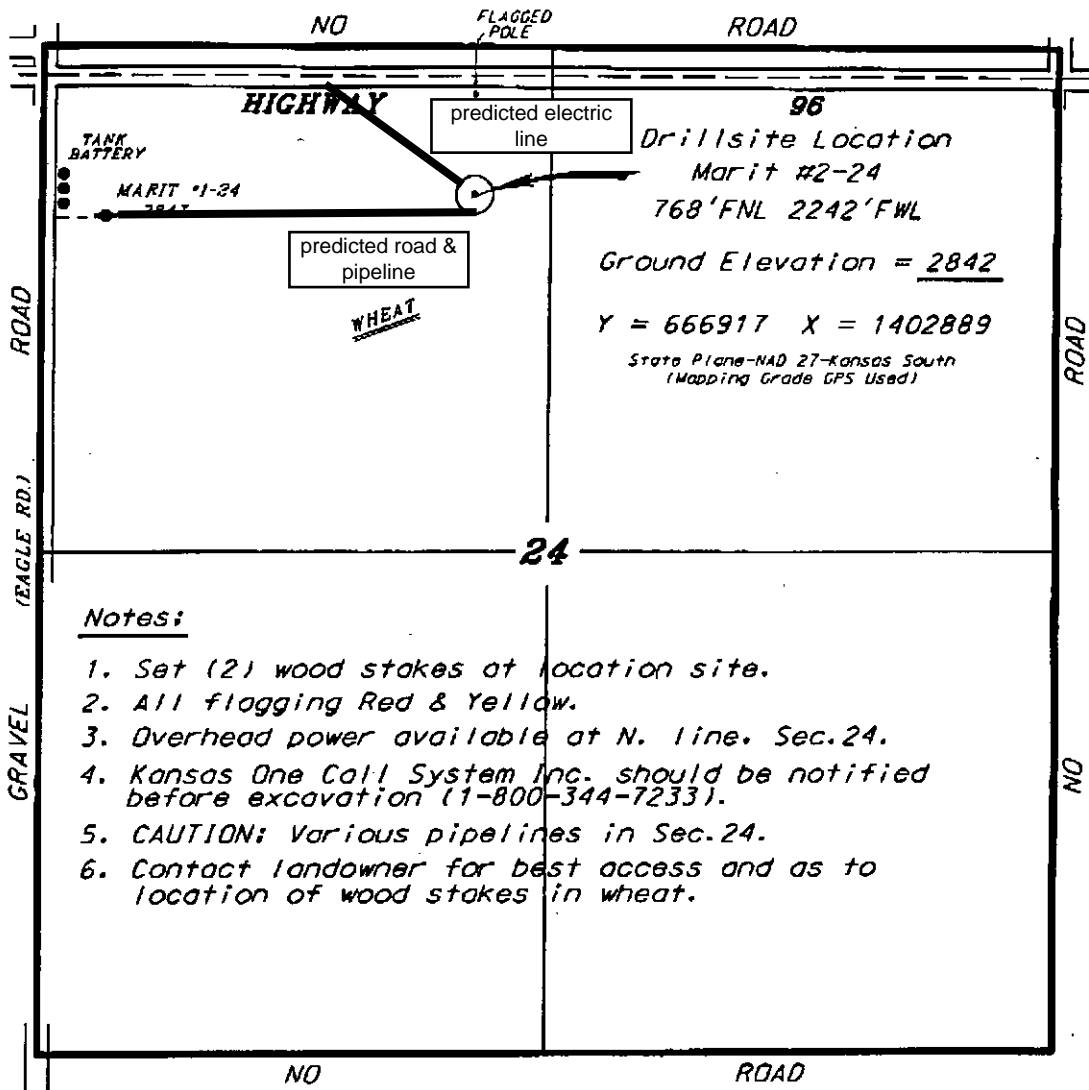 NO
FLAGGED
POLE
ROAD
HIGHWAY
96
predicted electric
line
TANK
BATTERY
MARIT #1-24
Drillsite Location
Marit #2-24
768'FNL 2242'FWL
predicted road &
pipeline
WHEAT
Ground Elevation = 2842
Y = 666917 X = 1402889
State Plane-NAD 27-Kansas South
(Mapping Grade GPS Used)
ROAD
ROAD
(EAGLE RD.)
24
Notes:
1. Set (2) wood stakes at location site.
2. All flagging Red & Yellow.
3. Overhead power available at N. line. Sec.24.
4. Kansas One Call System Inc. should be notified
before excavation (1-800-344-7233).
5. CAUTION: Various pipelines in Sec.24.
6. Contact landowner for best access and as to
location of wood stakes in wheat.
GRAVEL
NO
NO
ROAD